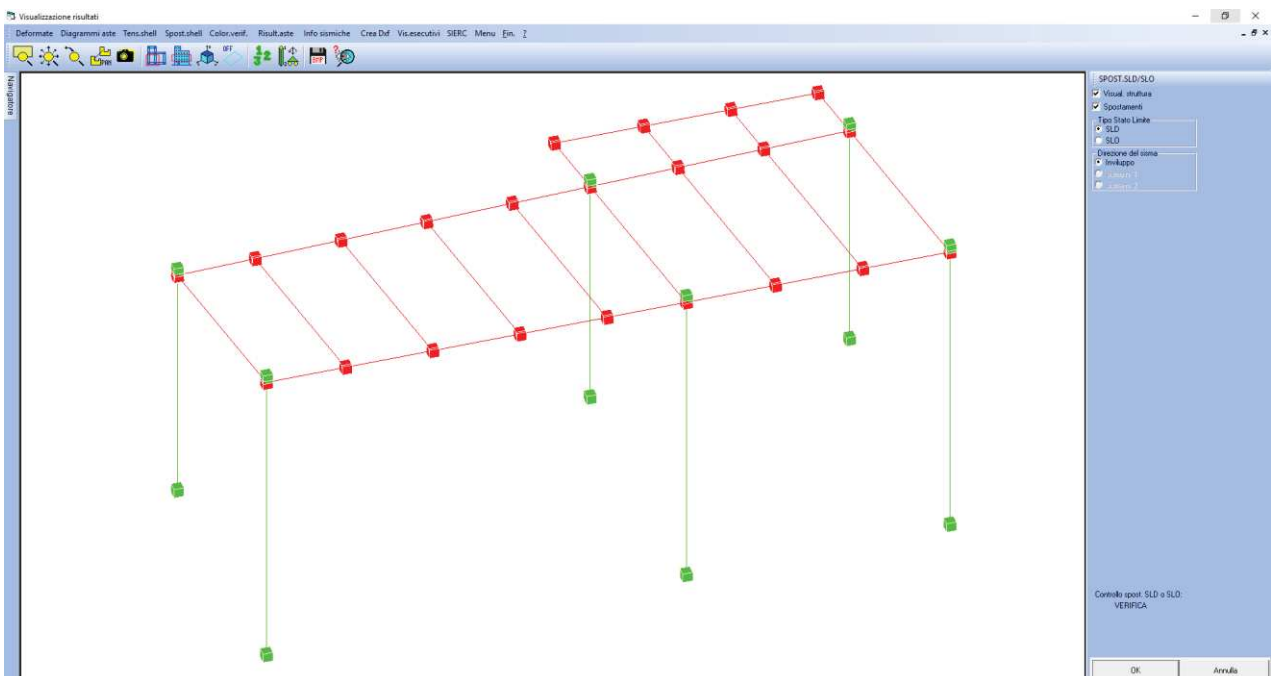 Visualizzazione risultati
Deformate Diagrammi aste Tens.shell Spost.shell Color.verif. Risult.aste Info sismiche Crea Dxf Vis.esecutivi SIERC Menu Fin. ?
OFF
Navigatore
SPOST.SLD/SLO
Visual. struttura
Spostamenti
Tipo Stato Limite
SLD
SLO
Direzione del sisma
Inviluppo
Controllo spost. SLD o SLO:
VERIFICA
OK Annulla